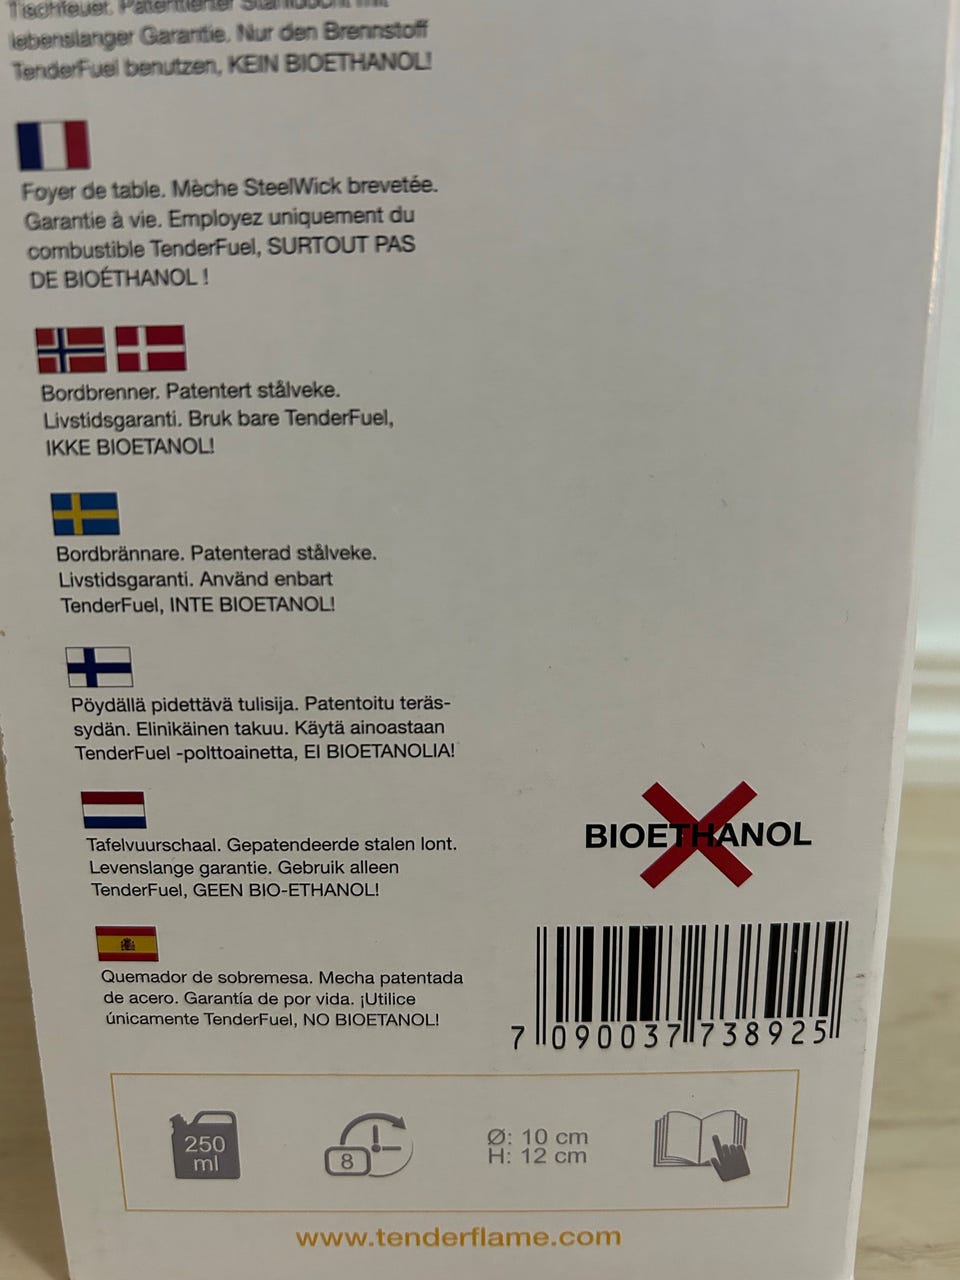 Tischfeuer. Patentierter Stahldocht mit
lebenslanger Garantie. Nur den Brennstoff
TenderFuel benutzen, KEIN BIOETHANOL!
Foyer de table. Mèche SteelWick brevetée.
Garantie à vie. Employez uniquement du
combustible TenderFuel, SURTOUT PAS
DE BIOÉTHANOL !
Bordbrenner. Patentert stålveke.
Livstidsgaranti. Bruk bare TenderFuel,
IKKE BIOETANOL!
Bordbrännare. Patenterad stålveke.
Livstidsgaranti. Använd enbart
TenderFuel, INTE BIOETANOL!
Pöydällä pidettävä tulisija. Patentoitu teräs-
sydän. Elinikäinen takuu. Käytä ainoastaan
TenderFuel -polttoainetta, EI BIOETANOLIA!
Tafelvuurschaal. Gepatendeerde stalen lont.
Levenslange garantie. Gebruik alleen
TenderFuel, GEEN BIO-ETHANOL!
Quemador de sobremesa. Mecha patentada
de acero. Garantía de por vida. ¡Utilice
únicamente TenderFuel, NO BIOETANOL!
BIOETHANOL
7 090037 738925
250
ml
8
Ø: 10 cm
H: 12 cm
www.tenderflame.com